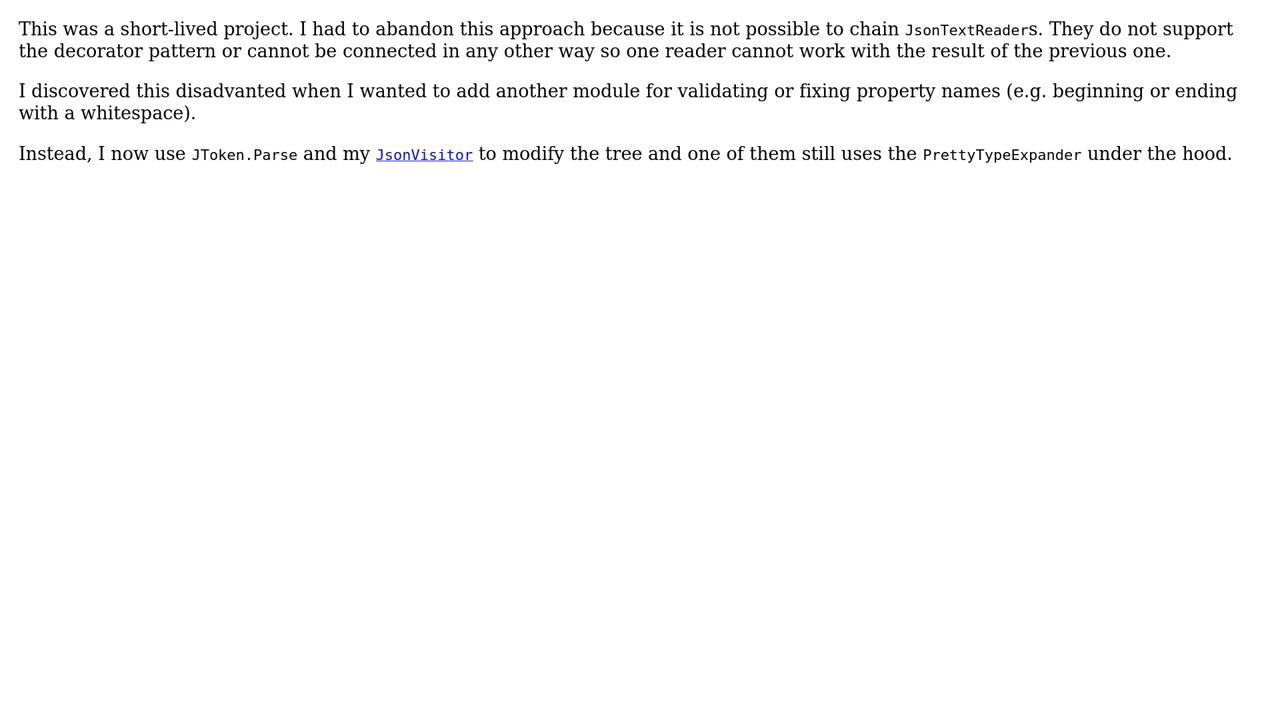 This was a short-lived project. I had to abandon this approach because it is not possible to chain JsonTextReaders. They do not support
the decorator pattern or cannot be connected in any other way so one reader cannot work with the result of the previous one.
I discovered this disadvanted when I wanted to add another module for validating or fixing property names (e.g. beginning or ending
with a whitespace).
Instead, I now use JToken.Parse and my JsonVisitor to modify the tree and one of them still uses the PrettyTypeExpander under the hood.